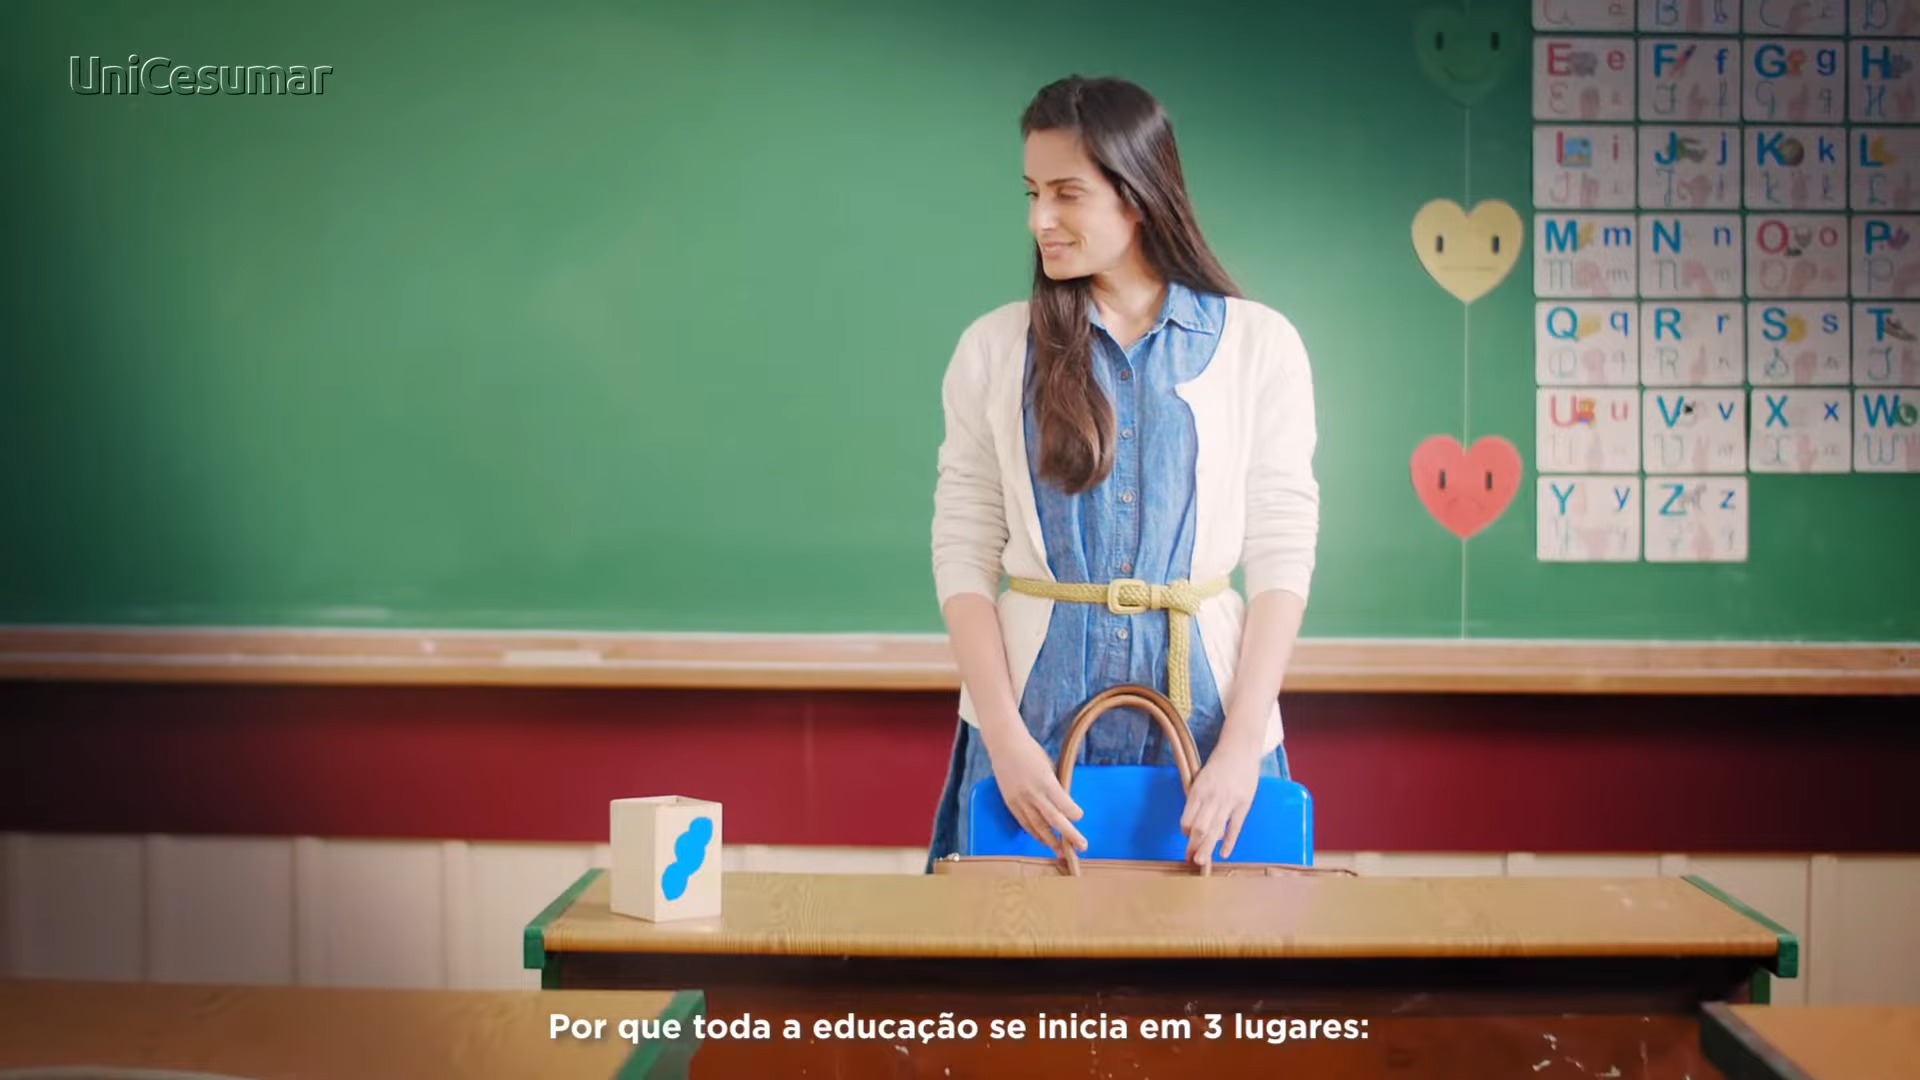 UniCesumar
E e F f G g H
I i J j K k L
M m N n O o P
Q q R r S s T
U u V v X x W
Y y Z z
Por que toda a educação se inicia em 3 lugares: